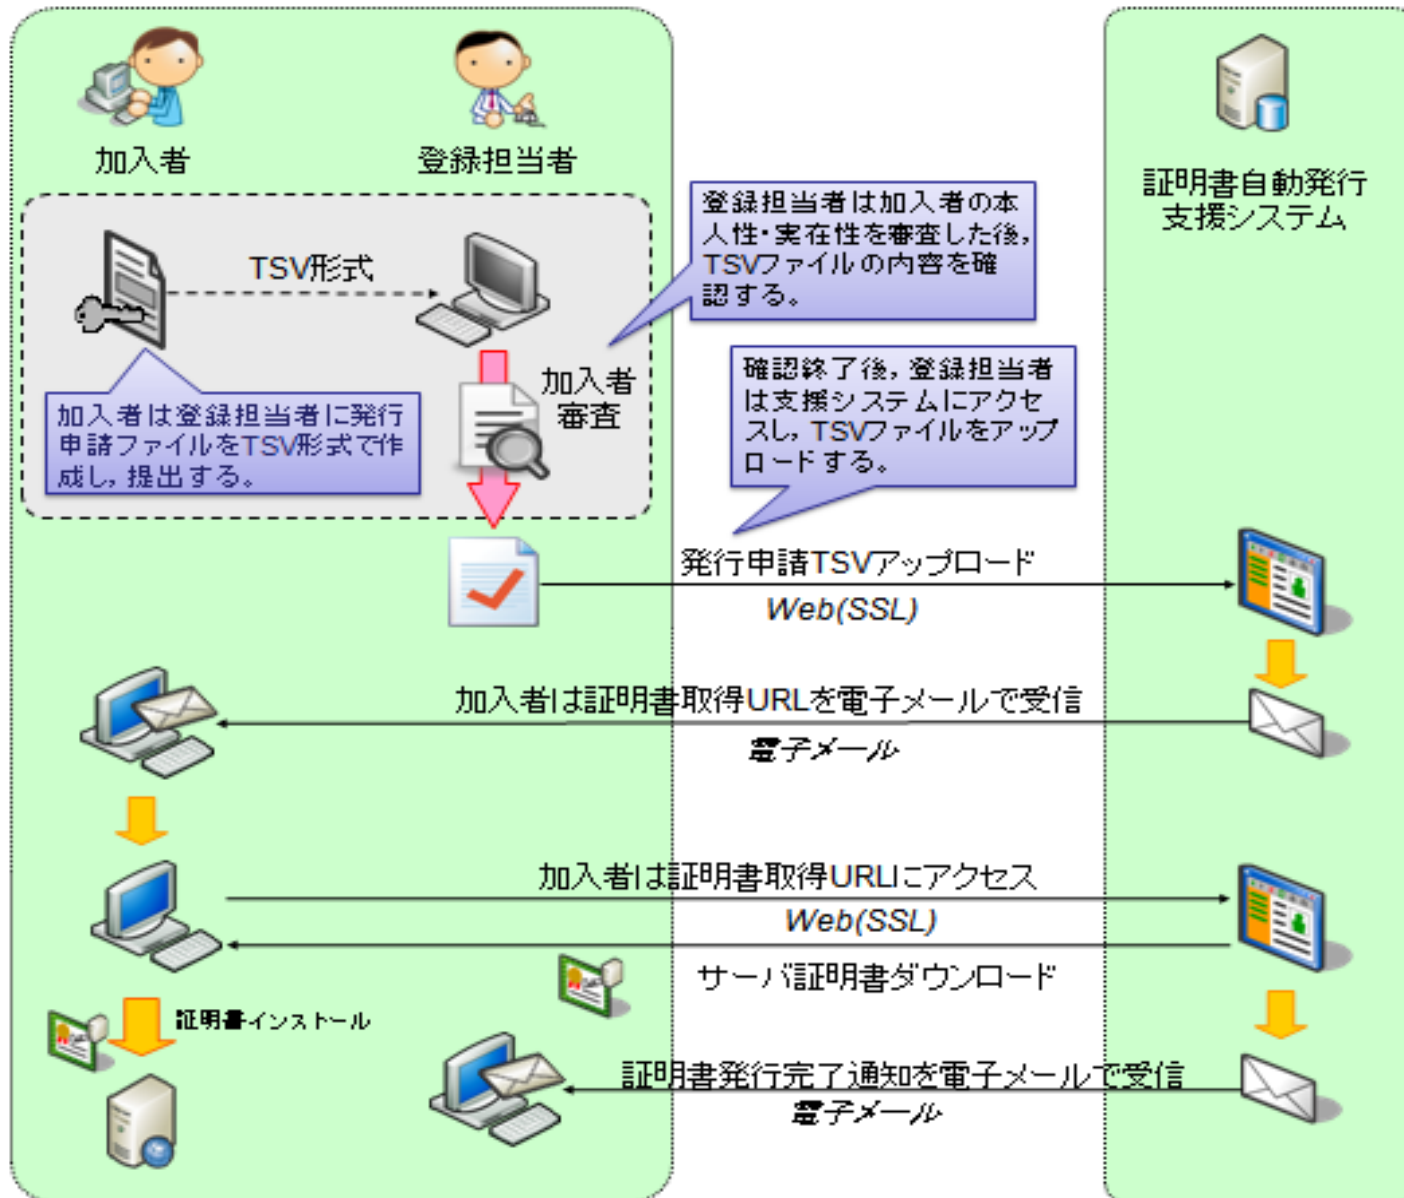 加入者
登録担当者
証明書自動発行
支援システム
登録担当者は加入者の本
人性・実在性を審査した後,
TSVファイルの内容を確
認する。
TSV形式
加入者
審査
確認終了後, 登録担当者
は支援システムにアクセ
スし, TSVファイルをアップ
ロードする。
加入者は登録担当者に発行
申請ファイルをTSV形式で作
成し, 提出する。
発行申請TSVアップロード
Web(SSL)
加入者は証明書取得URLを電子メールで受信
電子メール
加入者は証明書取得URLにアクセス
Web(SSL)
サーバ証明書ダウンロード
証明書インストール
証明書発行完了通知を電子メールで受信
電子メール